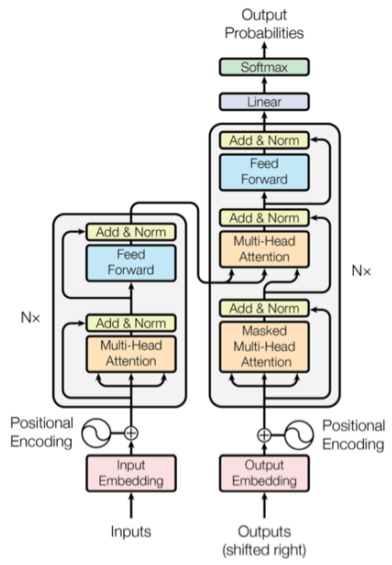 Output
Probabilities
Softmax
Linear
Add & Norm
Feed
Forward
Add & Norm
Multi-Head
Attention
Nx
Add & Norm
Masked
Multi-Head
Attention
Positional
Encoding
Output
Embedding
Outputs
(shifted right)
Add & Norm
Feed
Forward
Nx
Add & Norm
Multi-Head
Attention
Positional
Encoding
Input
Embedding
Inputs